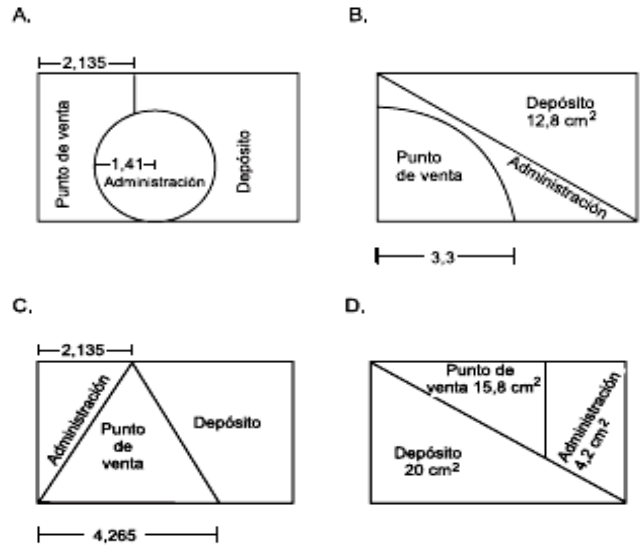 A.
2,135
Punto de venta
1,41
Administración
Depósito
B.
Depósito
12,8 cm²
Punto
de venta
Administración
3,3
C.
2,135
Administración
Punto
de
venta
Depósito
4,265
D.
Punto de
venta 15,8 cm²
Administración
4,2 cm²
Depósito
20 cm²